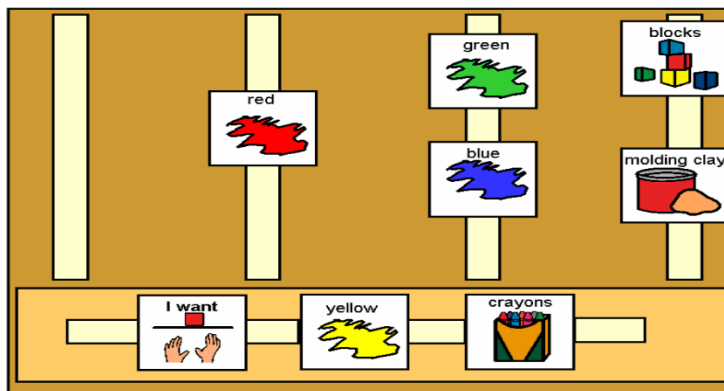 green
blocks
red
blue
molding clay
I want
yellow
crayons